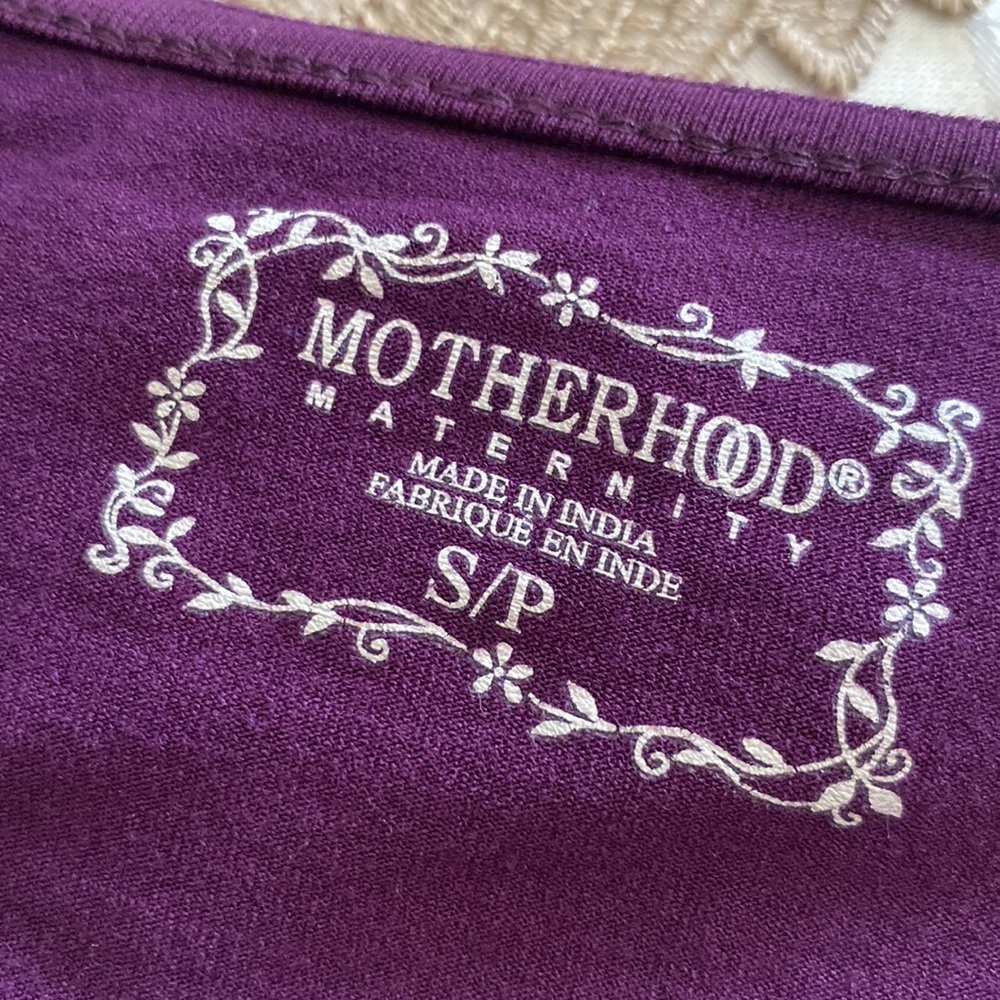 MOTHERHOOD®
MATERNITY
MADE IN INDIA
FABRIQUÉ EN INDE
S/P